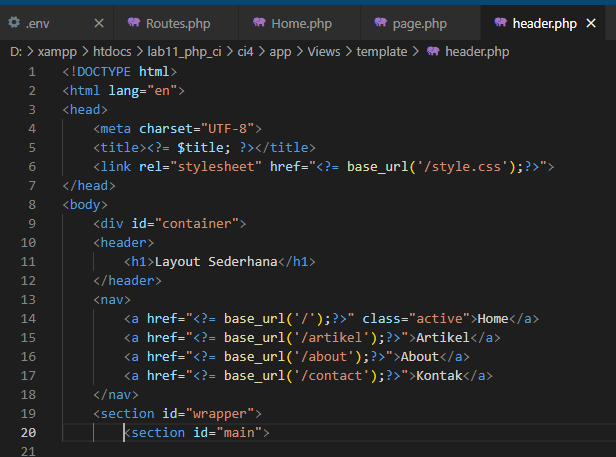 .env × Routes.php Home.php page.php header.php ×
D: > xampp > htdocs > lab11_php_ci > ci4 > app > Views > template > header.php
1 <!DOCTYPE html>
2 <html lang="en">
3 <head>
4 <meta charset="UTF-8">
5 <title><?= $title; ?></title>
6 <link rel="stylesheet" href="<?= base_url('/style.css');?>">
7 </head>
8 <body>
9 <div id="container">
10 <header>
11 <h1>Layout Sederhana</h1>
12 </header>
13 <nav>
14 <a href="<?= base_url('/');?>" class="active">Home</a>
15 <a href="<?= base_url('/artikel');?>">Artikel</a>
16 <a href="<?= base_url('/about');?>">About</a>
17 <a href="<?= base_url('/contact');?>">Kontak</a>
18 </nav>
19 <section id="wrapper">
20 <section id="main">
21